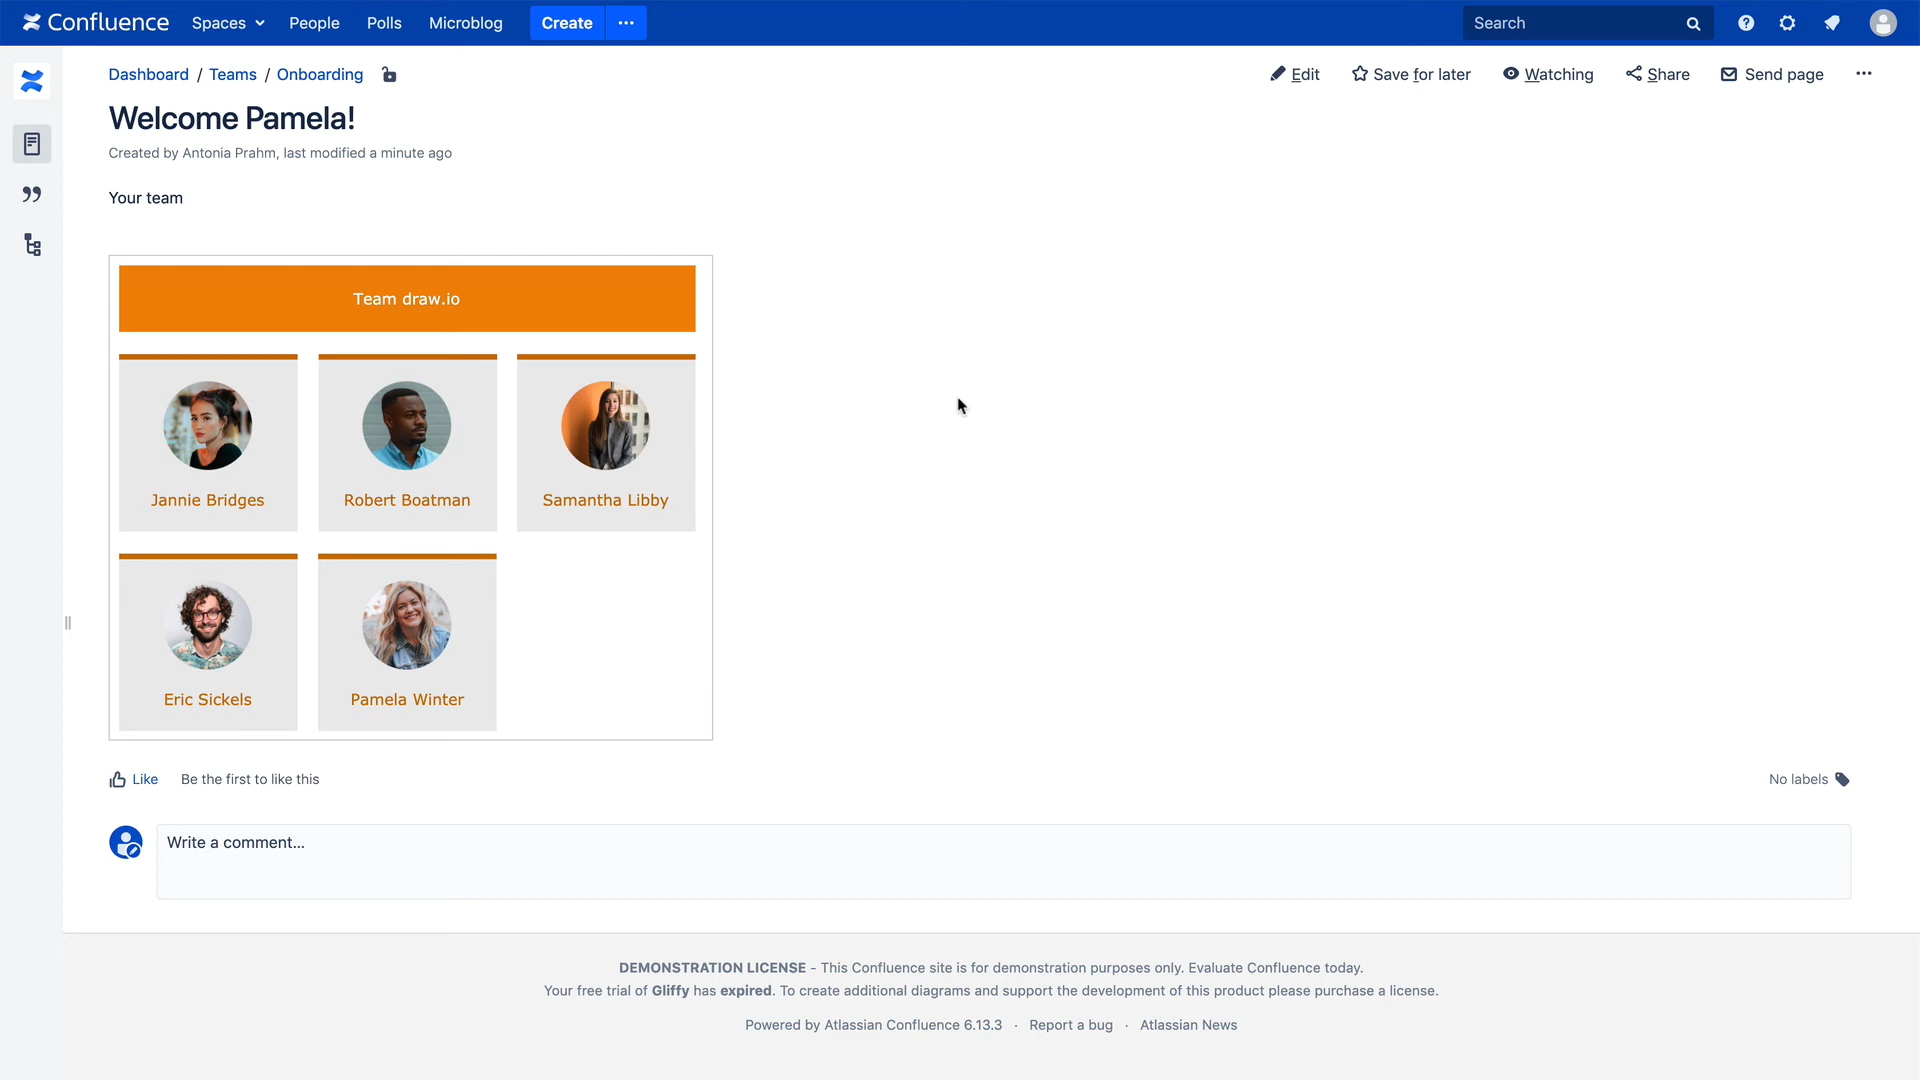 Confluence Spaces People Polls Microblog Create ··· Search
Dashboard / Teams / Onboarding
Edit Save for later Watching Share Send page ···
Welcome Pamela!
Created by Antonia Prahm, last modified a minute ago
Your team
Team draw.io
Jannie Bridges Robert Boatman Samantha Libby
Eric Sickels Pamela Winter
Like Be the first to like this No labels
Write a comment...
DEMONSTRATION LICENSE - This Confluence site is for demonstration purposes only. Evaluate Confluence today.
Your free trial of Gliffy has expired. To create additional diagrams and support the development of this product please purchase a license.
Powered by Atlassian Confluence 6.13.3 · Report a bug · Atlassian News